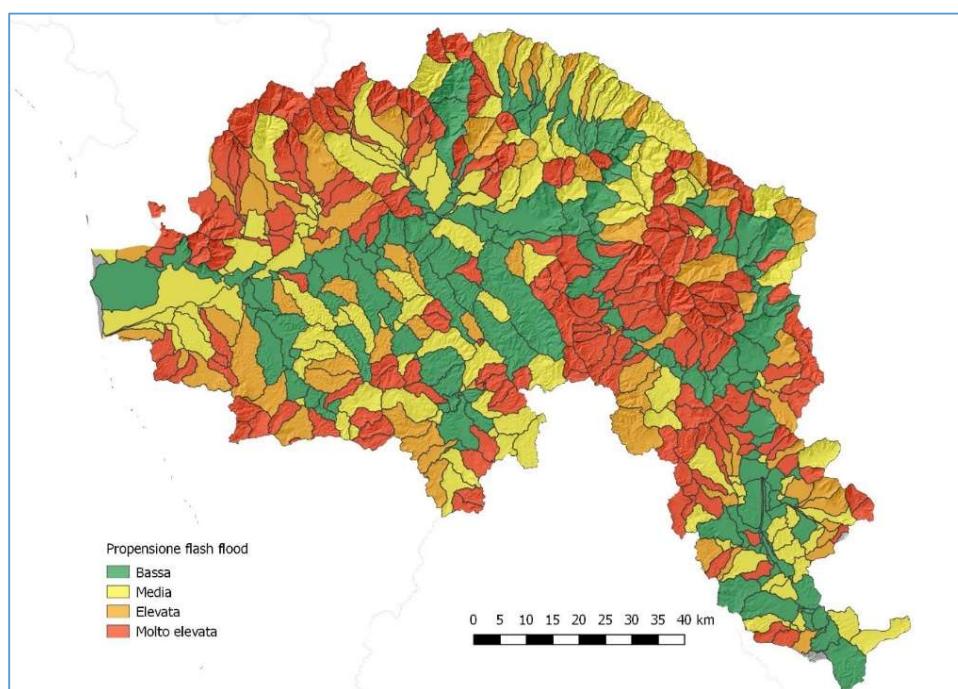 Propensione flash flood
Bassa
Media
Elevata
Molto elevata
0 5 10 15 20 25 30 35 40 km